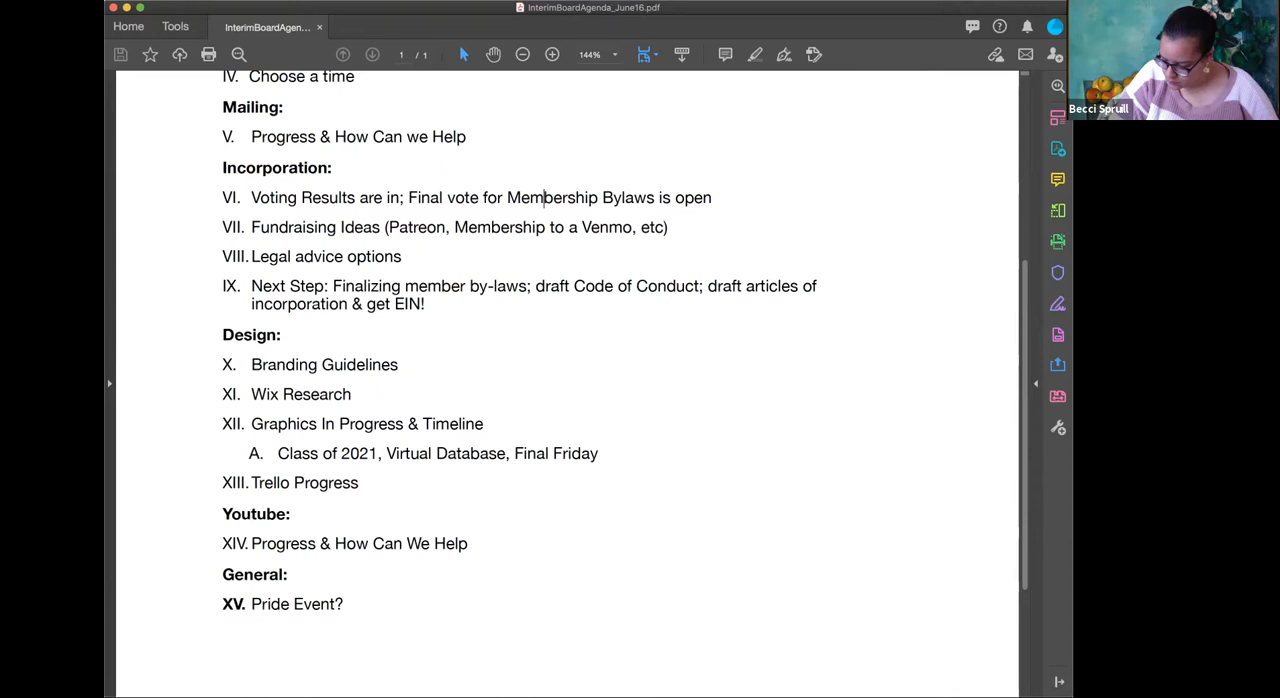 InterimBoardAgenda_June16.pdf
Home Tools InterimBoardAgen... ×
1 / 1 144%
IV. Choose a time
Mailing:
V. Progress & How Can we Help
Incorporation:
VI. Voting Results are in; Final vote for Membership Bylaws is open
VII. Fundraising Ideas (Patreon, Membership to a Venmo, etc)
VIII. Legal advice options
IX. Next Step: Finalizing member by-laws; draft Code of Conduct; draft articles of
incorporation & get EIN!
Design:
X. Branding Guidelines
XI. Wix Research
XII. Graphics In Progress & Timeline
A. Class of 2021, Virtual Database, Final Friday
XIII. Trello Progress
Youtube:
XIV. Progress & How Can We Help
General:
XV. Pride Event?
Becci Spruill